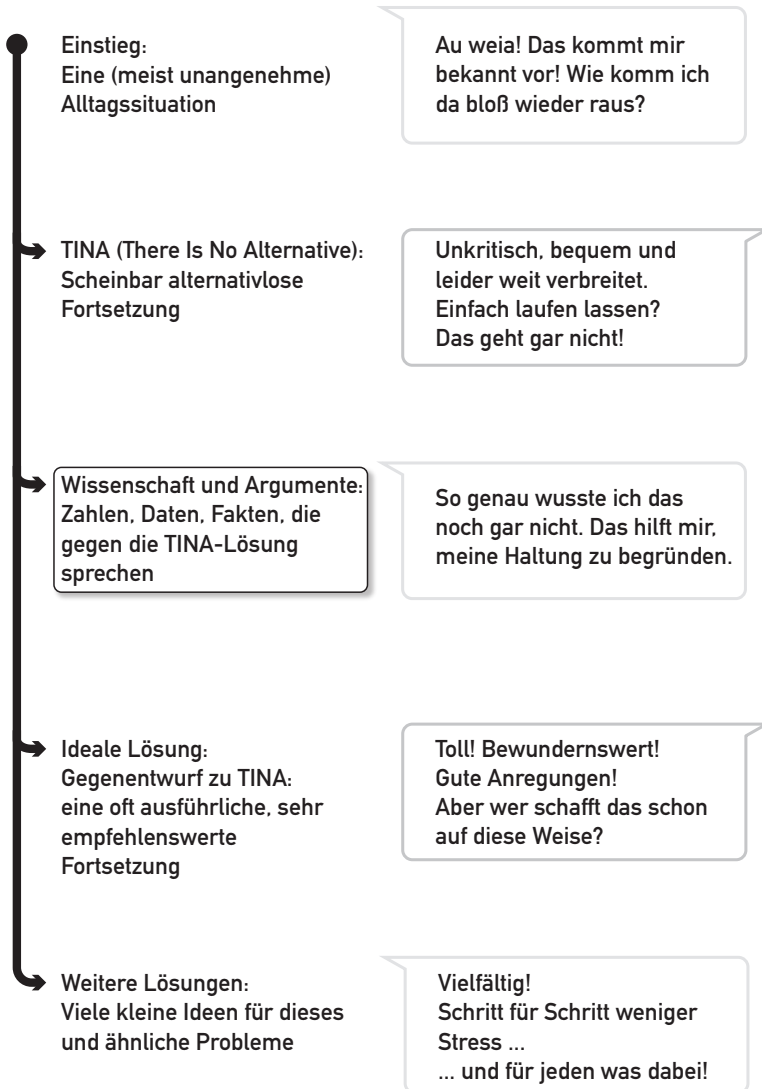 Einstieg:
Eine (meist unangenehme)
Alltagssituation
Au weia! Das kommt mir
bekannt vor! Wie komm ich
da bloß wieder raus?
TINA (There Is No Alternative):
Scheinbar alternativlose
Fortsetzung
Unkritisch, bequem und
leider weit verbreitet.
Einfach laufen lassen?
Das geht gar nicht!
Wissenschaft und Argumente:
Zahlen, Daten, Fakten, die
gegen die TINA-Lösung
sprechen
So genau wusste ich das
noch gar nicht. Das hilft mir,
meine Haltung zu begründen.
Ideale Lösung:
Gegenentwurf zu TINA:
eine oft ausführliche, sehr
empfehlenswerte
Fortsetzung
Toll! Bewundernswert!
Gute Anregungen!
Aber wer schafft das schon
auf diese Weise?
Weitere Lösungen:
Viele kleine Ideen für dieses
und ähnliche Probleme
Vielfältig!
Schritt für Schritt weniger
Stress ...
... und für jeden was dabei!